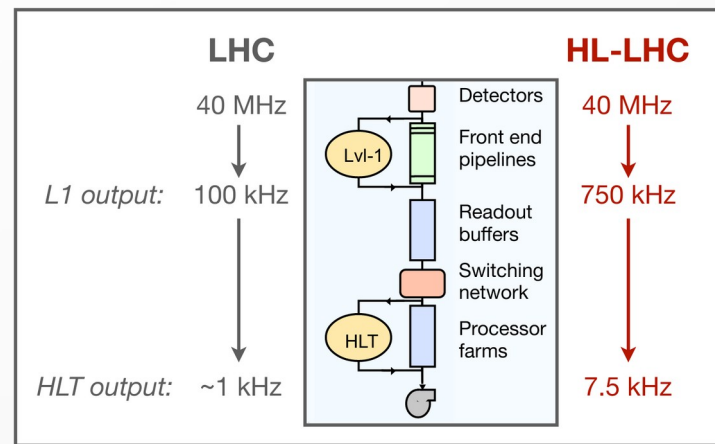 LHC
HL-LHC
40 MHz
Detectors
40 MHz
Lvl-1
Front end
pipelines
L1 output: 100 kHz
750 kHz
Readout
buffers
Switching
network
HLT
Processor
farms
HLT output: ~1 kHz
7.5 kHz